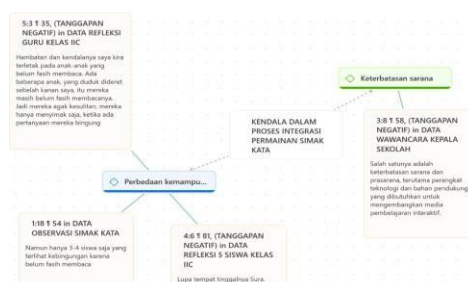 5:3 ¶ 35, (TANGGAPAN
NEGATIF) in DATA REFLEKSI
GURU KELAS IIC
Hambatan dan kendalanya saya kira
terletak pada anak-anak yang
belum fasih membaca. Ada
beberapa anak, yang duduk dideret
sebelah kanan saya, itu mereka
masih belum fasih membacanya.
Jadi mereka agak kesulitan, mereka
hanya menyimak saja, ketika ada
pertanyaan mereka bingung
Keterbatasan sarana
KENDALA DALAM
PROSES INTEGRASI
PERMAINAN SIMAK
KATA
3:8 ¶ 58, (TANGGAPAN
NEGATIF) in DATA
WAWANCARA KEPALA
SEKOLAH
Salah satunya adalah
keterbatasan sarana dan
prasarana, terutama perangkat
teknologi dan bahan pendukung
yang dibutuhkan untuk
mengembangkan media
pembelajaran interaktif.
Perbedaan kemampu...
1:18 ¶ 54 in DATA
OBSERVASI SIMAK KATA
Namun hanya 3-4 siswa saja yang
terlihat kebingungan karena
belum fasih membaca
4:6 ¶ 81, (TANGGAPAN
NEGATIF) in DATA
REFLEKSI 5 SISWA KELAS
IIC
Lupa tempat tinggalnya Sura.